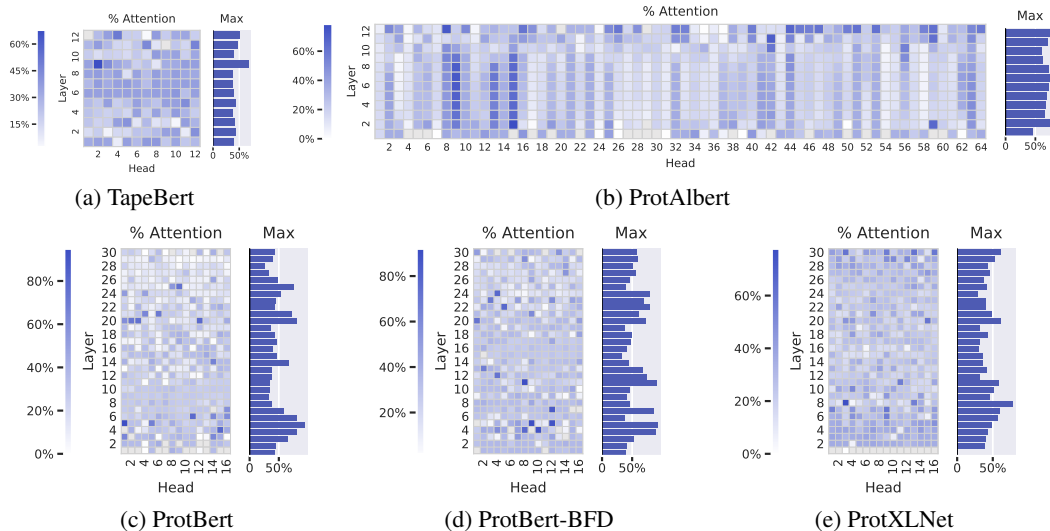 % Attention
Max
60%
45%
30%
15%
Layer
12
10
8
6
4
2
2 4 6 8 10 12
0 50%
Head
(a) TapeBert
% Attention
Max
60%
40%
20%
0%
Layer
12
10
8
6
4
2
2 4 6 8 10 12 14 16 18 20 22 24 26 28 30 32 34 36 38 40 42 44 46 48 50 52 54 56 58 60 62 64
0 50%
Head
(b) ProtAlbert
% Attention
Max
80%
60%
40%
20%
0%
Layer
30
28
26
24
22
20
18
16
14
12
10
8
6
4
2
2 4 6 8 10 12 14 16
0 50%
Head
(c) ProtBert
% Attention
Max
80%
60%
40%
20%
30
28
26
24
22
20
18
16
14
12
10
8
6
4
2
2 4 6 8 10 12 14 16
0 50%
Head
(d) ProtBert-BFD
% Attention
Max
60%
40%
20%
0%
Layer
30
28
26
24
22
20
18
16
14
12
10
8
6
4
2
2 4 6 8 10 12 14 16
0 50%
Head
(e) ProtXLNet